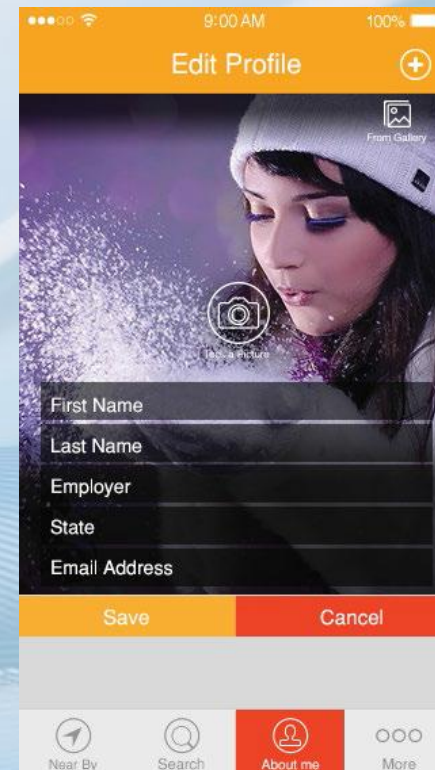 9:00 AM 100%
Edit Profile
From Gallery
a Picture
First Name
Last Name
Employer
State
Email Address
Save Cancel
Near By Search About me More